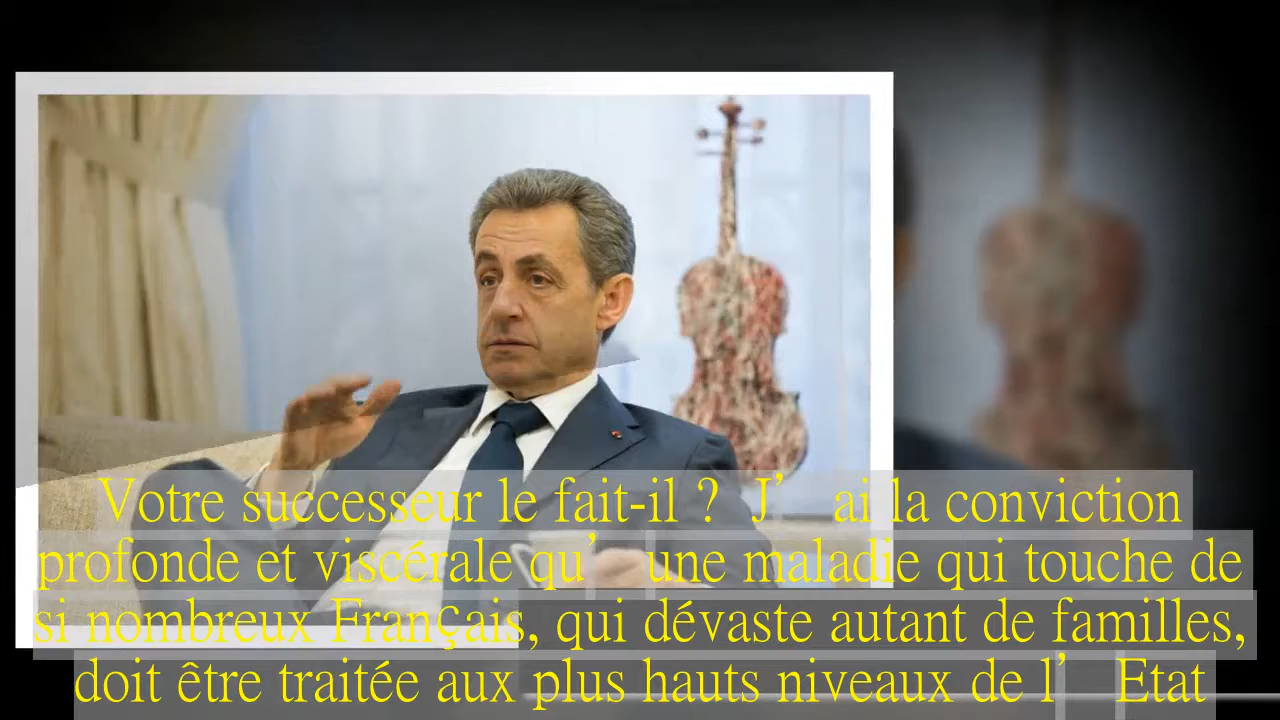 Votre successeur le fait-il ? J’ai la conviction
profonde et viscérale qu’une maladie qui touche de
si nombreux Français, qui dévaste autant de familles,
doit être traitée aux plus hauts niveaux de l’Etat